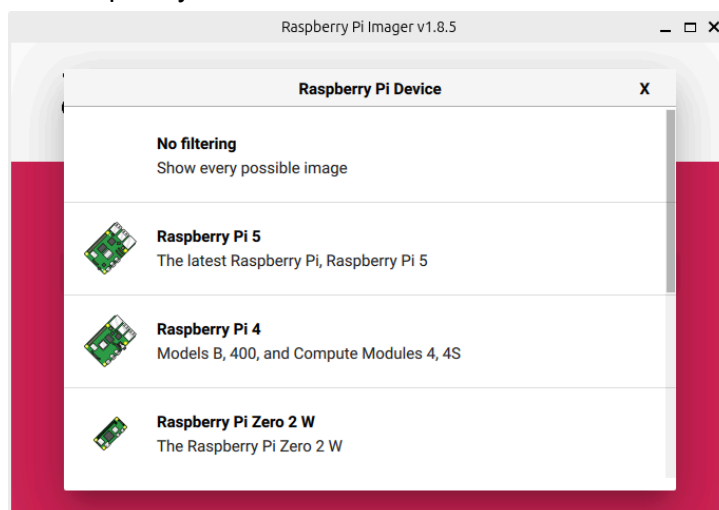 Raspberry Pi Imager v1.8.5
Raspberry Pi Device
X
No filtering
Show every possible image
Raspberry Pi 5
The latest Raspberry Pi, Raspberry Pi 5
Raspberry Pi 4
Models B, 400, and Compute Modules 4, 4S
Raspberry Pi Zero 2 W
The Raspberry Pi Zero 2 W